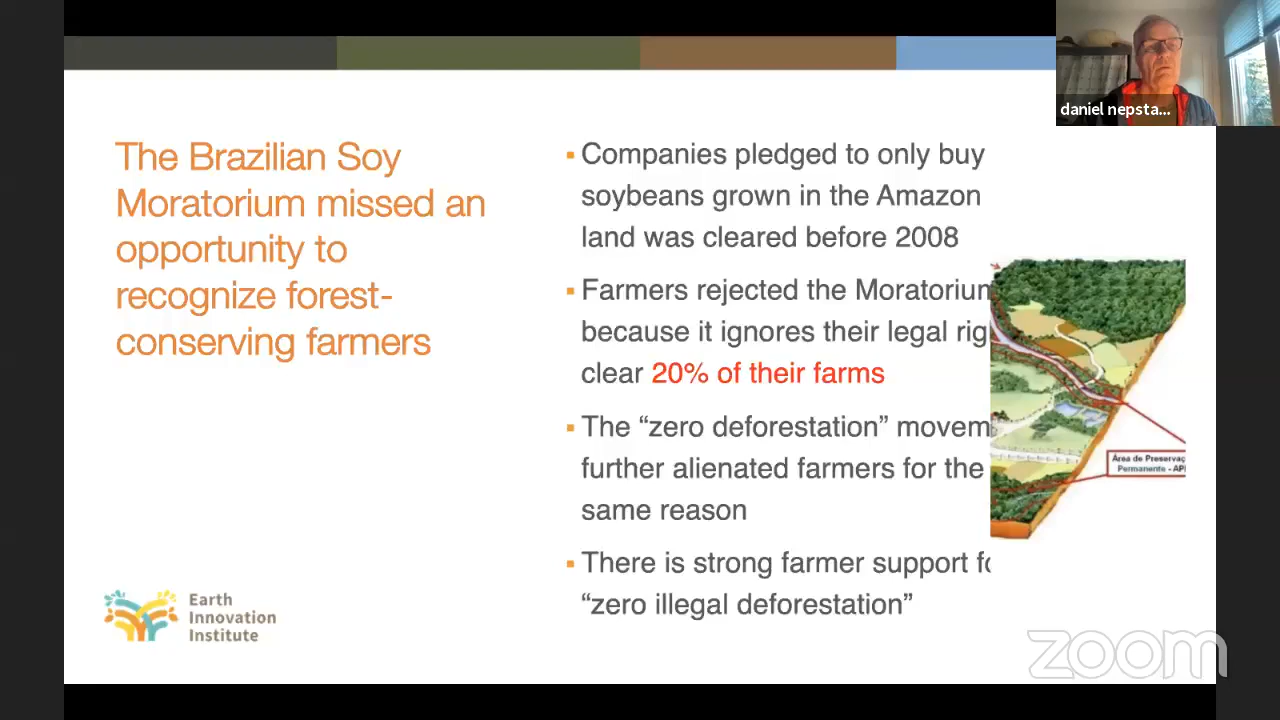 daniel nepsta...
The Brazilian Soy
Moratorium missed an
opportunity to
recognize forest-
conserving farmers
▪ Companies pledged to only buy
soybeans grown in the Amazon
land was cleared before 2008
▪ Farmers rejected the Moratorium
because it ignores their legal rig
clear 20% of their farms
▪ The “zero deforestation” movem
further alienated farmers for the
same reason
▪ There is strong farmer support fo
“zero illegal deforestation”
Área de Preservaç
Permanente - AP
Earth
Innovation
Institute
zoom